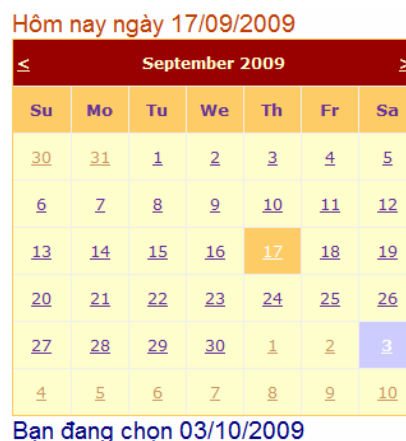 Hôm nay ngày 17/09/2009
< September 2009 >
Su Mo Tu We Th Fr Sa
30 31 1 2 3 4 5
6 7 8 9 10 11 12
13 14 15 16 17 18 19
20 21 22 23 24 25 26
27 28 29 30 1 2 3
4 5 6 7 8 9 10
Bạn đang chọn 03/10/2009